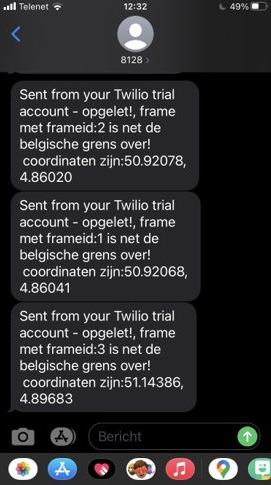 Telenet 12:32 49%
8128
Sent from your Twilio trial
account - opgelet!, frame
met frameid:2 is net de
belgische grens over!
coordinaten zijn:50.92078,
4.86020
Sent from your Twilio trial
account - opgelet!, frame
met frameid:1 is net de
belgische grens over!
coordinaten zijn:50.92068,
4.86041
Sent from your Twilio trial
account - opgelet!, frame
met frameid:3 is net de
belgische grens over!
coordinaten zijn:51.14386,
4.89683
Bericht